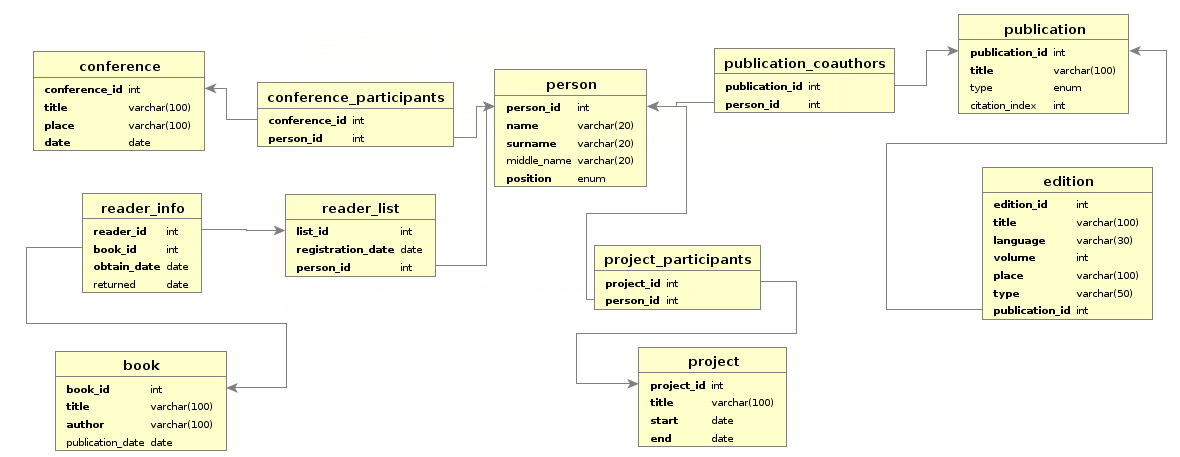 conference
conference_id int
title varchar(100)
place varchar(100)
date date
conference_participants
conference_id int
person_id int
person
person_id int
name varchar(20)
surname varchar(20)
middle_name varchar(20)
position enum
publication_coauthors
publication_id int
person_id int
publication
publication_id int
title varchar(100)
type enum
citation_index int
reader_info
reader_id int
book_id int
obtain_date date
returned date
reader_list
list_id int
registration_date date
person_id int
project_participants
project_id int
person_id int
edition
edition_id int
title varchar(100)
language varchar(30)
volume int
place varchar(100)
type varchar(50)
publication_id int
book
book_id int
title varchar(100)
author varchar(100)
publication_date date
project
project_id int
title varchar(100)
start date
end date